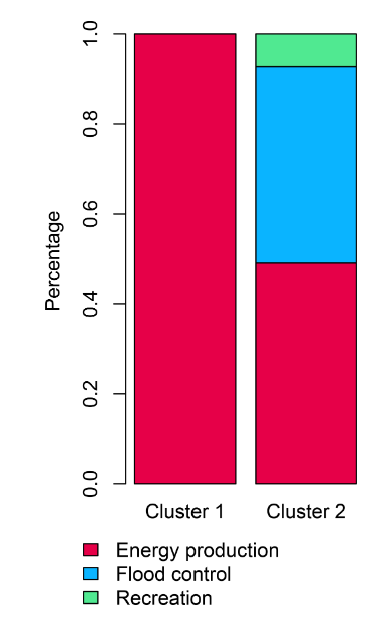 Percentage
1.0
0.8
0.6
0.4
0.2
0.0
Cluster 1
Cluster 2
Energy production
Flood control
Recreation